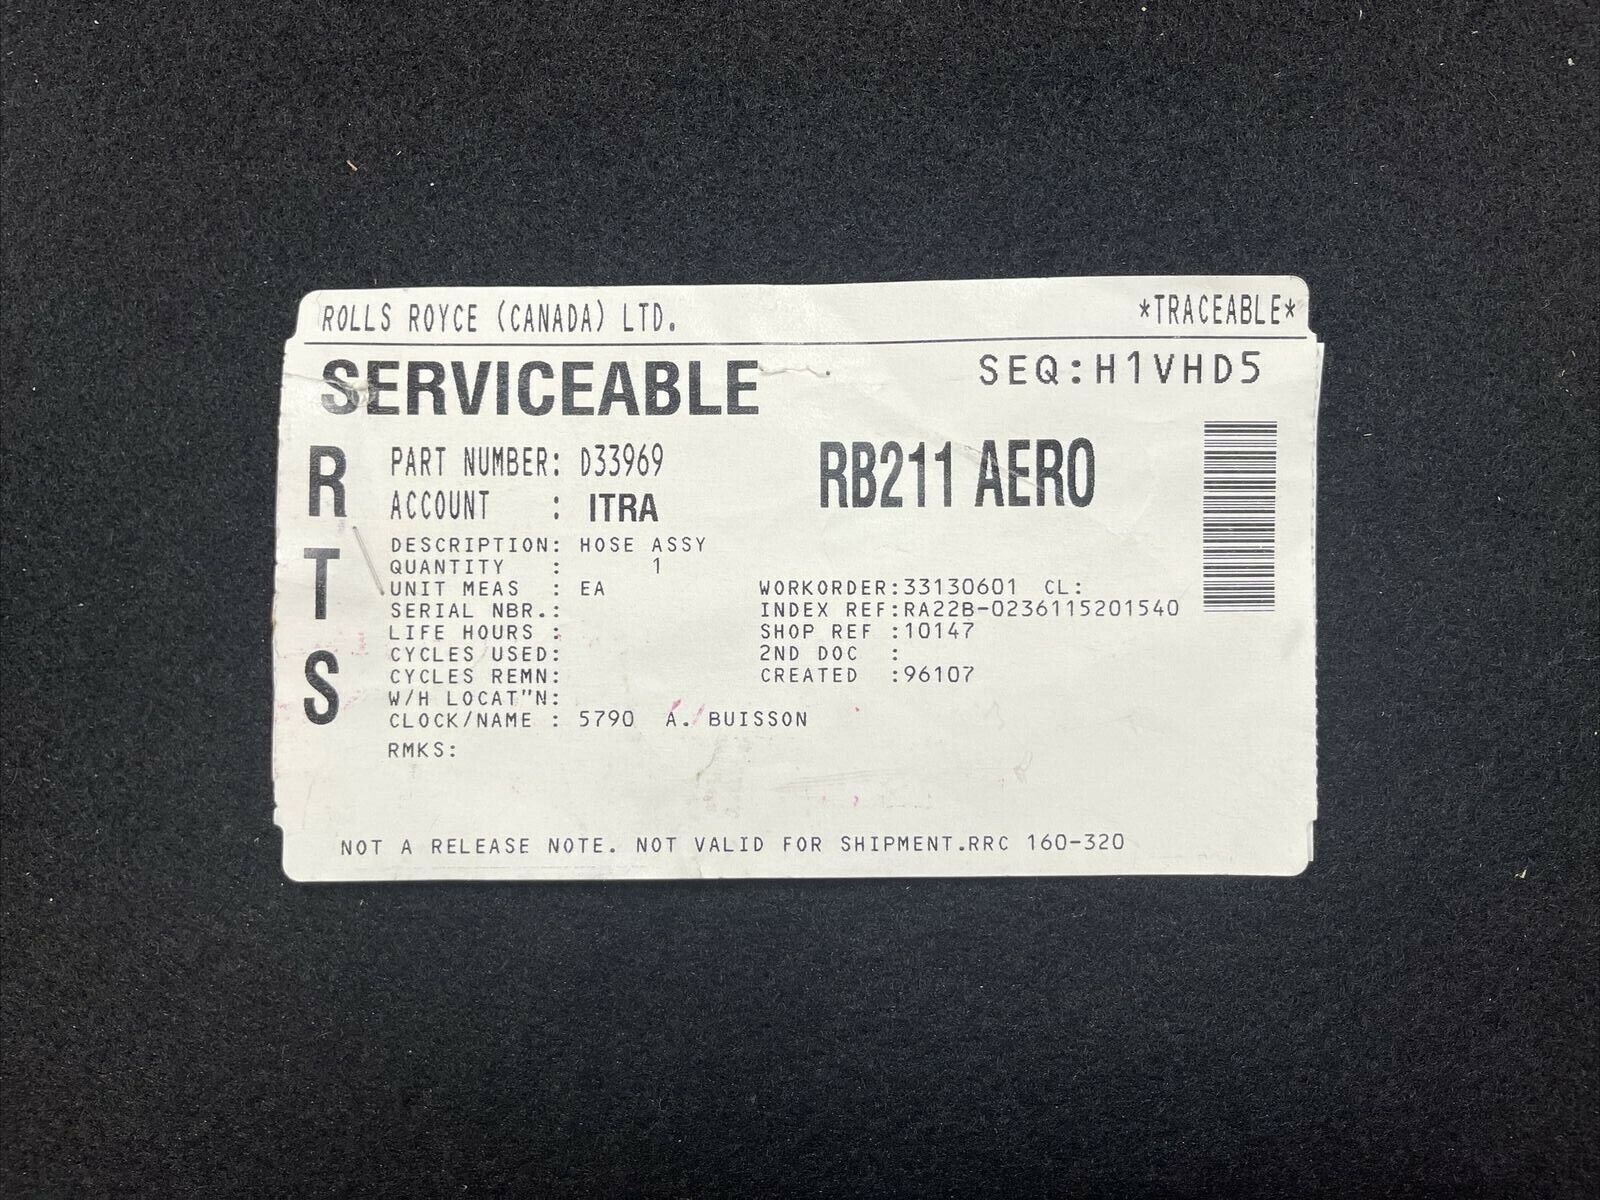 ROLLS ROYCE (CANADA) LTD. *TRACEABLE*
SERVICEABLE SEQ:H1VHD5
RTS
PART NUMBER: D33969 RB211 AERO
ACCOUNT : ITRA
DESCRIPTION: HOSE ASSY
QUANTITY : 1
UNIT MEAS : EA WORKORDER:33130601 CL:
SERIAL NBR.: INDEX REF:RA22B-0236115201540
LIFE HOURS : SHOP REF :10147
CYCLES USED: 2ND DOC :
CYCLES REMN: CREATED :96107
W/H LOCAT"N:
CLOCK/NAME : 5790 A. BUISSON
RMKS:
NOT A RELEASE NOTE. NOT VALID FOR SHIPMENT.RRC 160-320